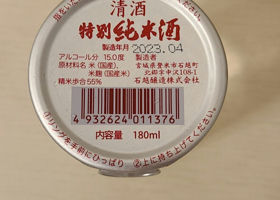 清酒
特別純米酒
製造年月 2023.04
アルコール分 15.0度
原材料名 米(国産)、
米麹(国産米)
精米歩合55%
製造者
宮城県登米市石越町
北郷字中沢108-1
石越醸造株式会社
4 932624 011376
内容量 180ml
①リングを手前にひっぱり ②上に持ち上げてください。